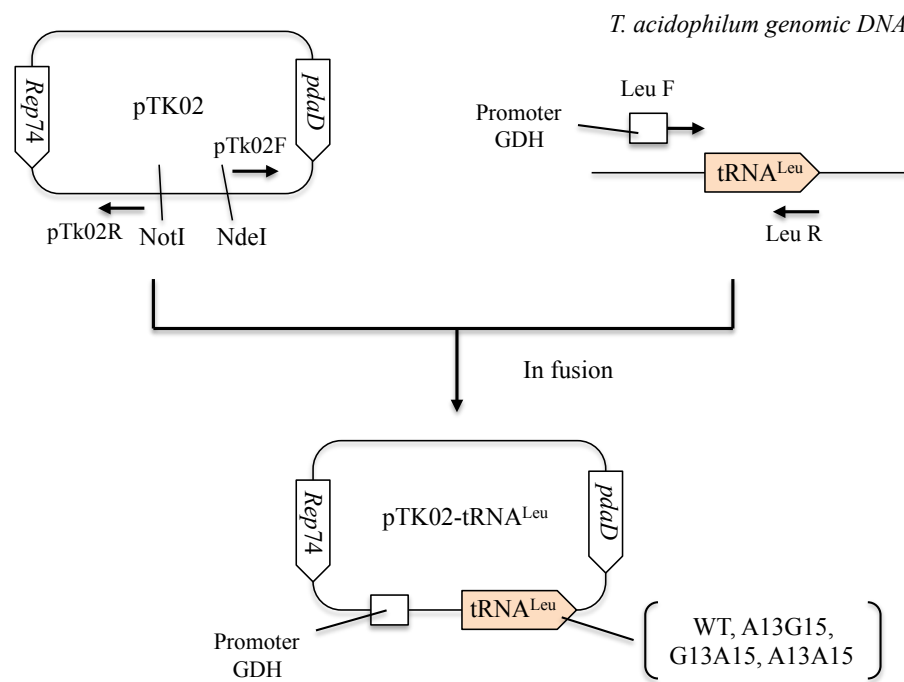 T. acidophilum genomic DNA
Rep74
pTK02
pdaD
pTk02F
pTk02R
NotI
NdeI
Leu F
Promoter
GDH
tRNALeu
Leu R
In fusion
Rep74
pTK02-tRNALeu
pdaD
Promoter
GDH
tRNALeu
WT, A13G15,
G13A15, A13A15